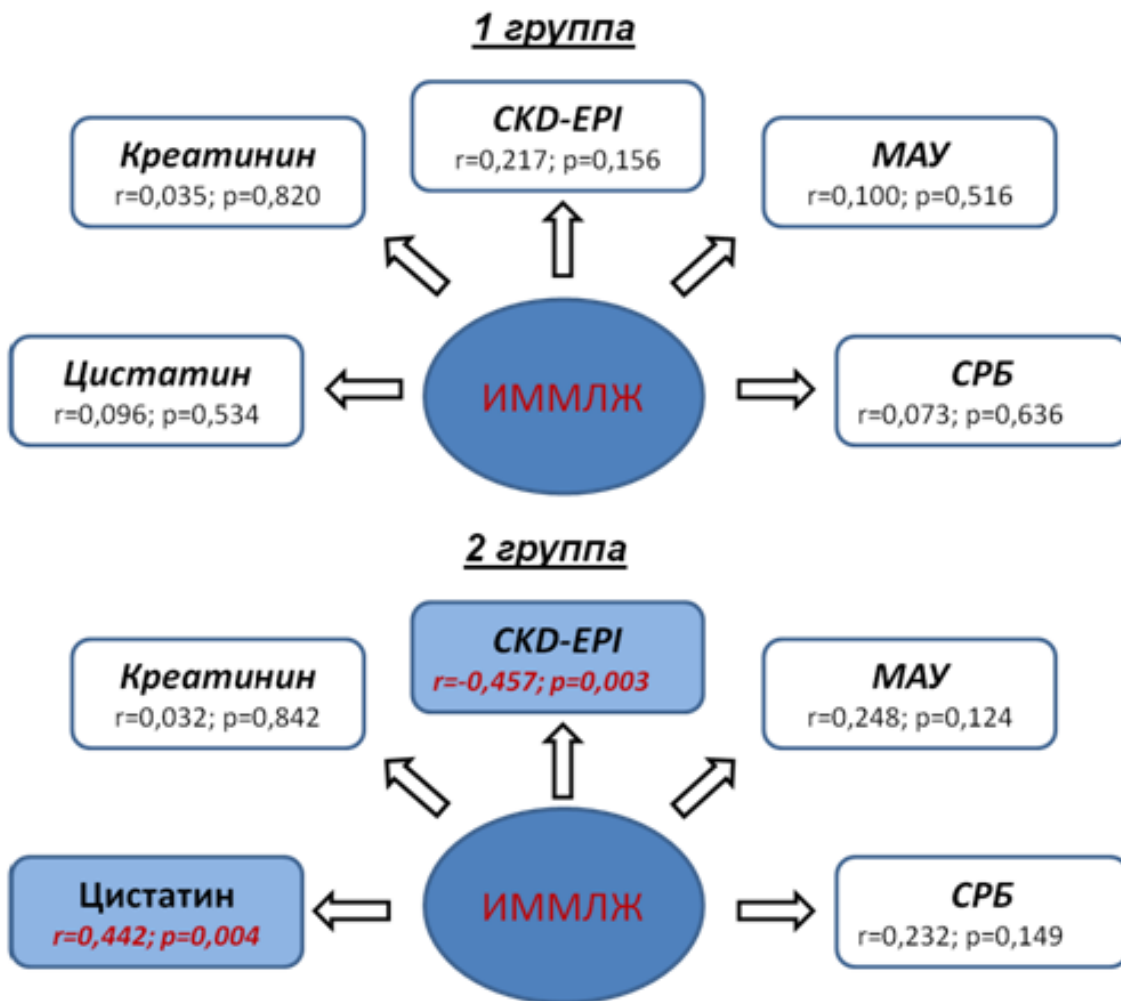 1 группа
CKD-EPI
r=0,217; p=0,156
Креатинин
r=0,035; p=0,820
МАУ
r=0,100; p=0,516
Цистатин
r=0,096; p=0,534
ИММЛЖ
СРБ
r=0,073; p=0,636
2 группа
CKD-EPI
r=-0,457; p=0,003
Креатинин
r=0,032; p=0,842
МАУ
r=0,248; p=0,124
Цистатин
r=0,442; p=0,004
ИММЛЖ
СРБ
r=0,232; p=0,149